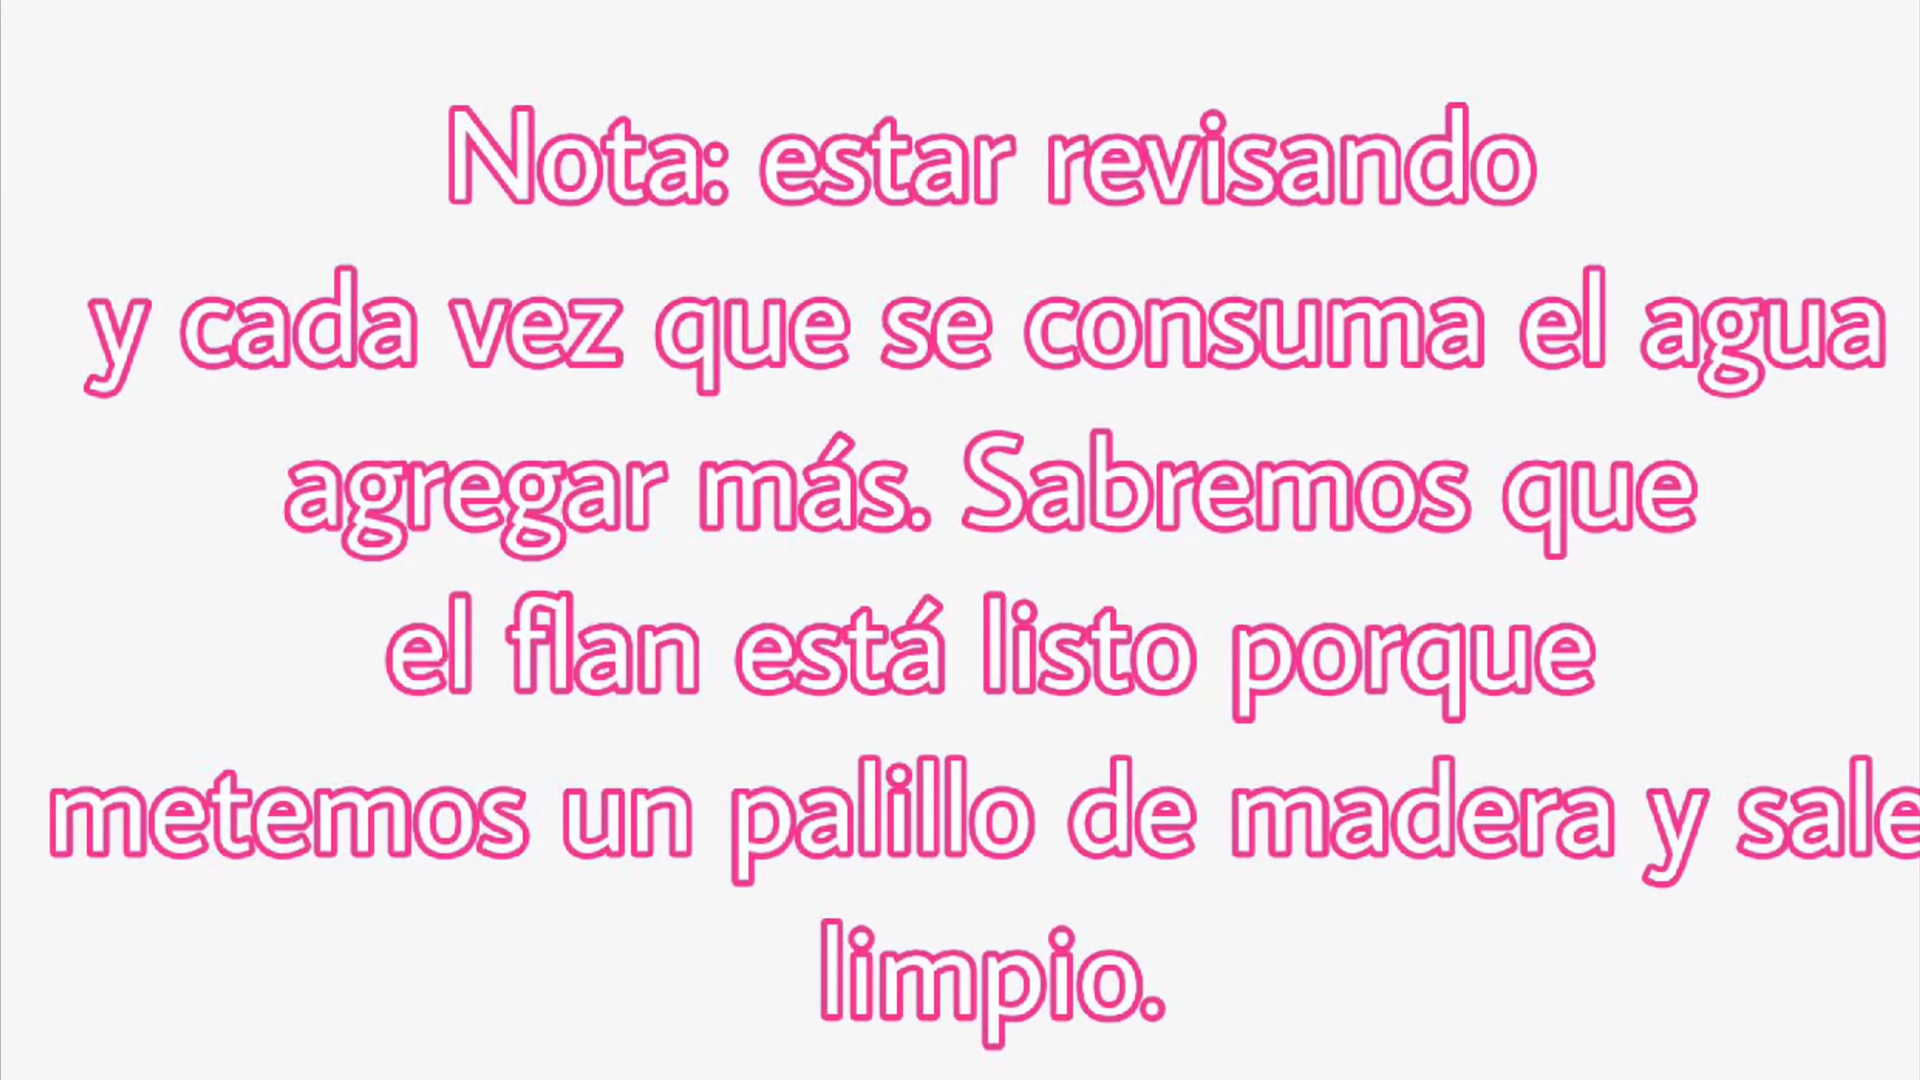 Nota: estar revisando
y cada vez que se consuma el agua
agregar más. Sabremos que
el flan está listo porque
metemos un palillo de madera y sale
limpio.